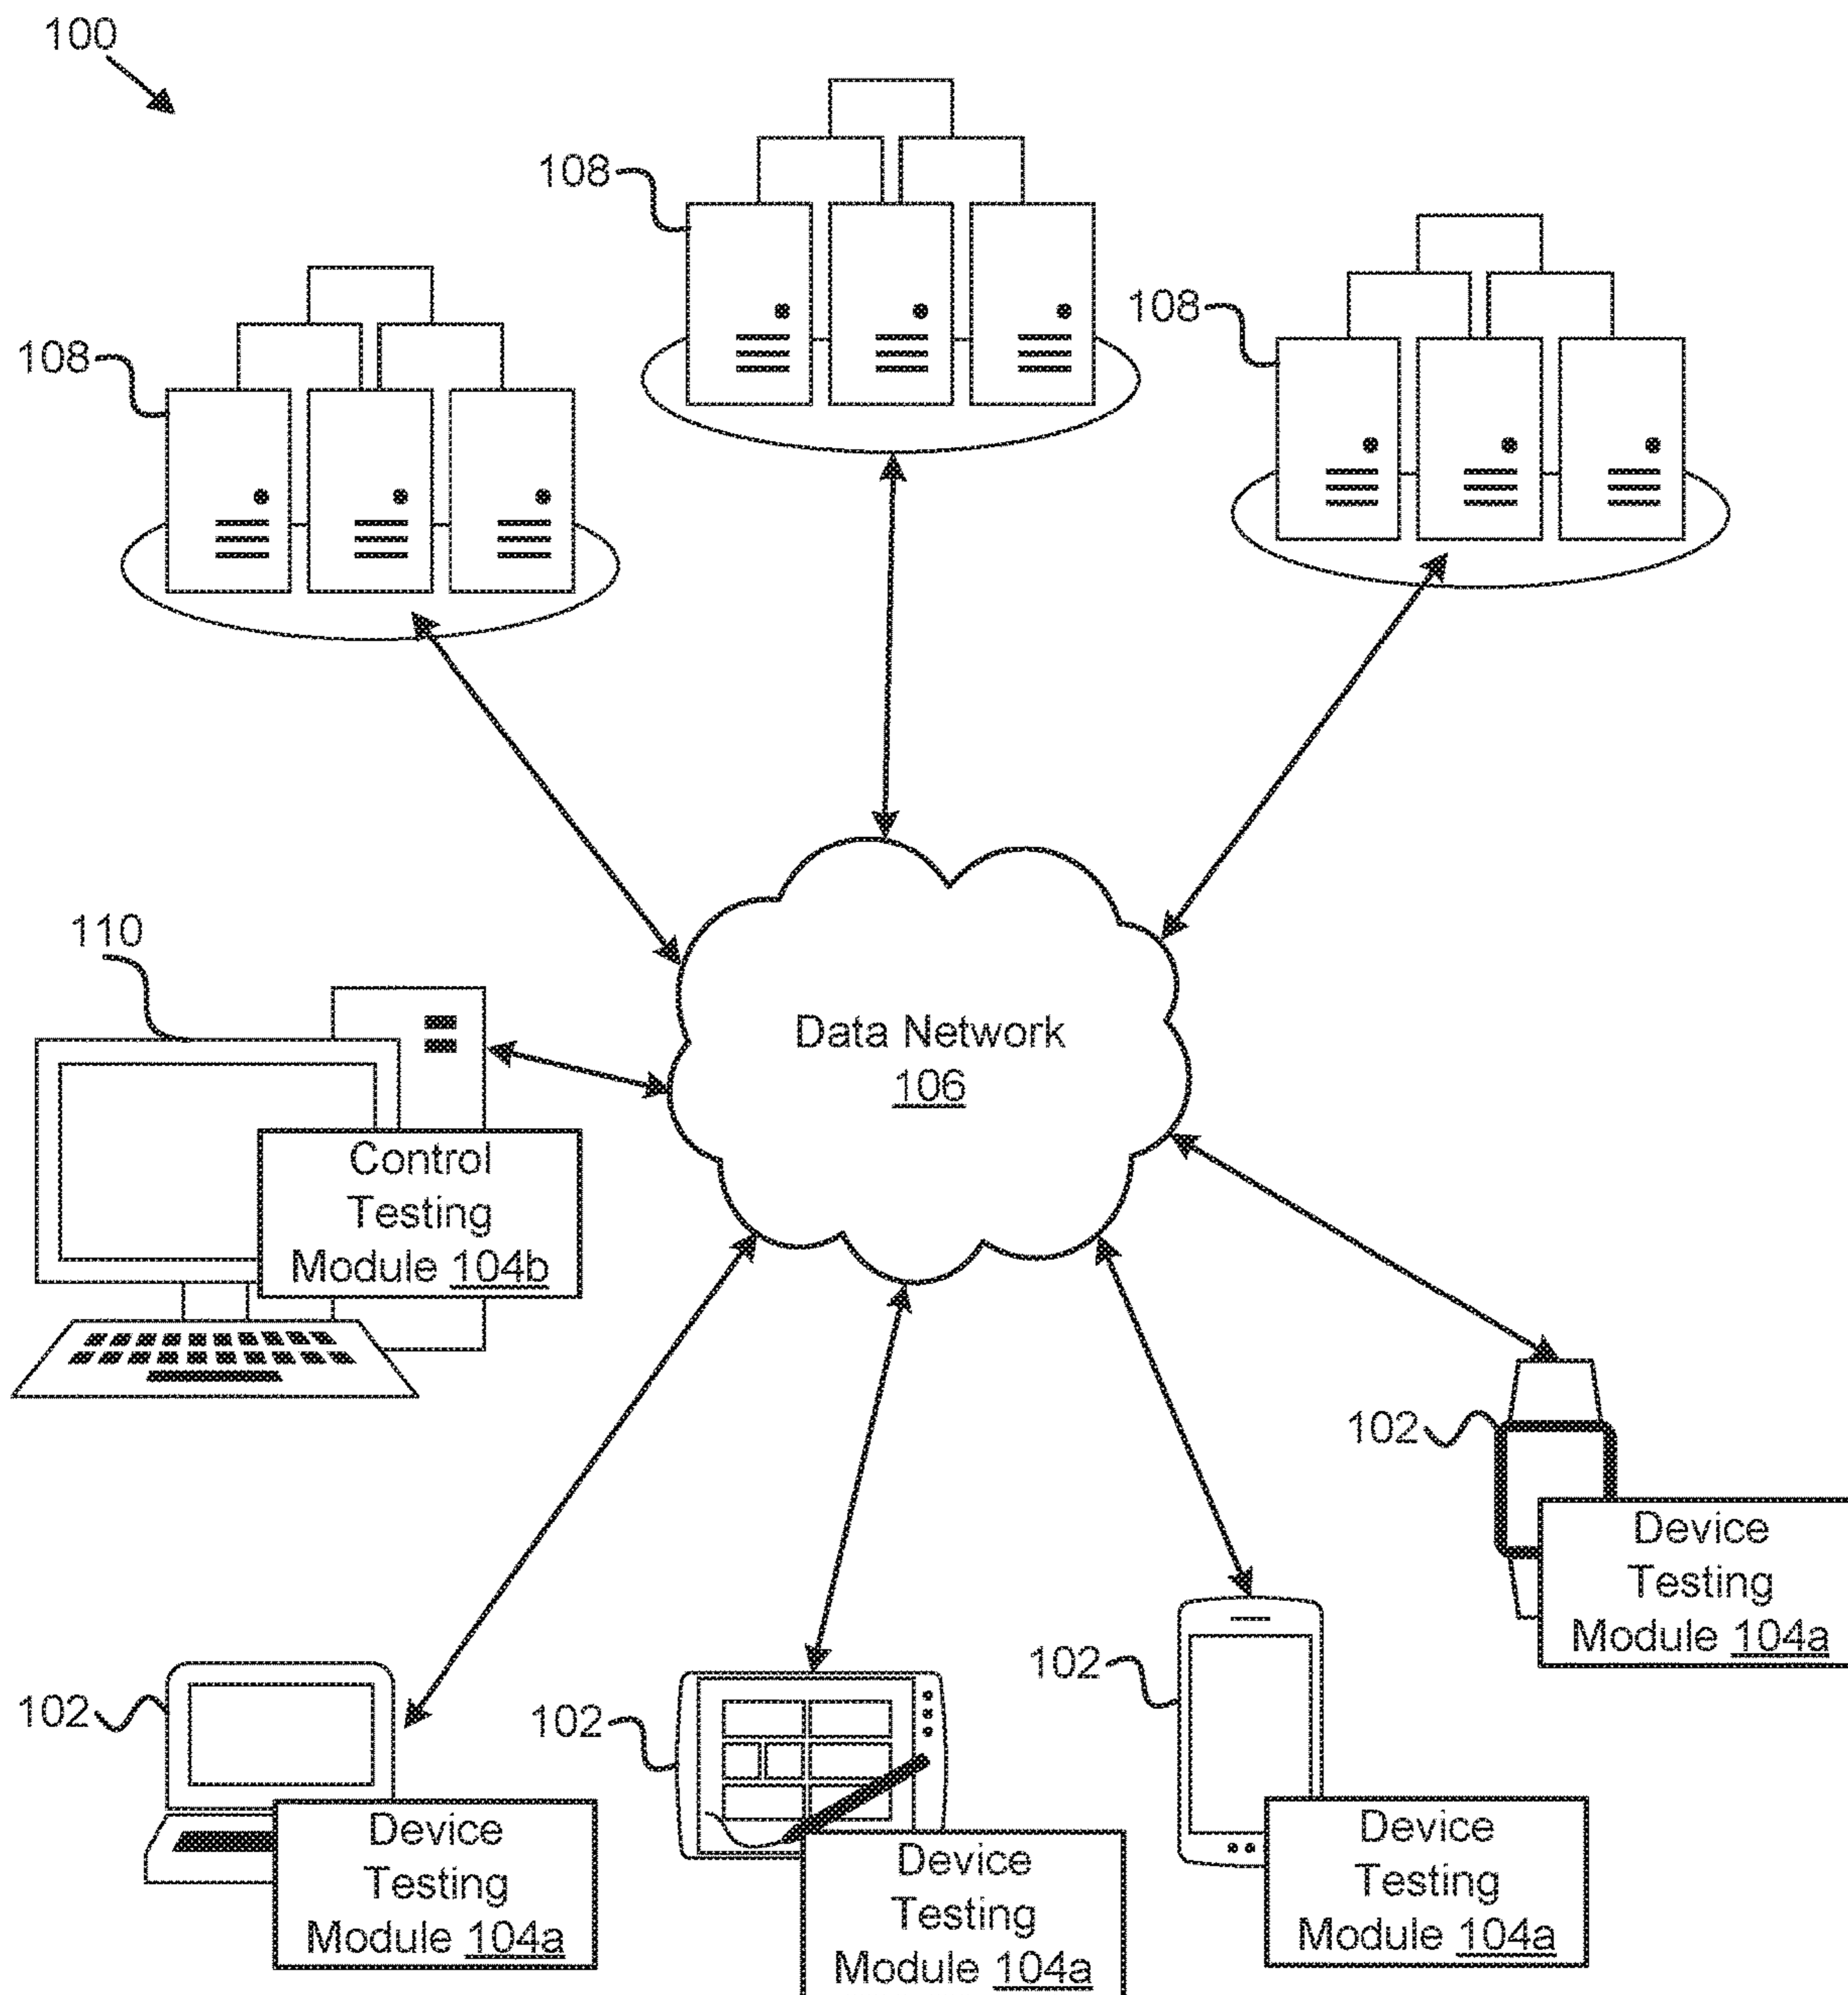 100
108
108
108
110
Data Network
106
Control
Testing
Module 104b
102
Device
Testing
Module 104a
102
102
102
Device
Testing
Module 104a
Device
Testing
Module 104a
Device
Testing
Module 104a